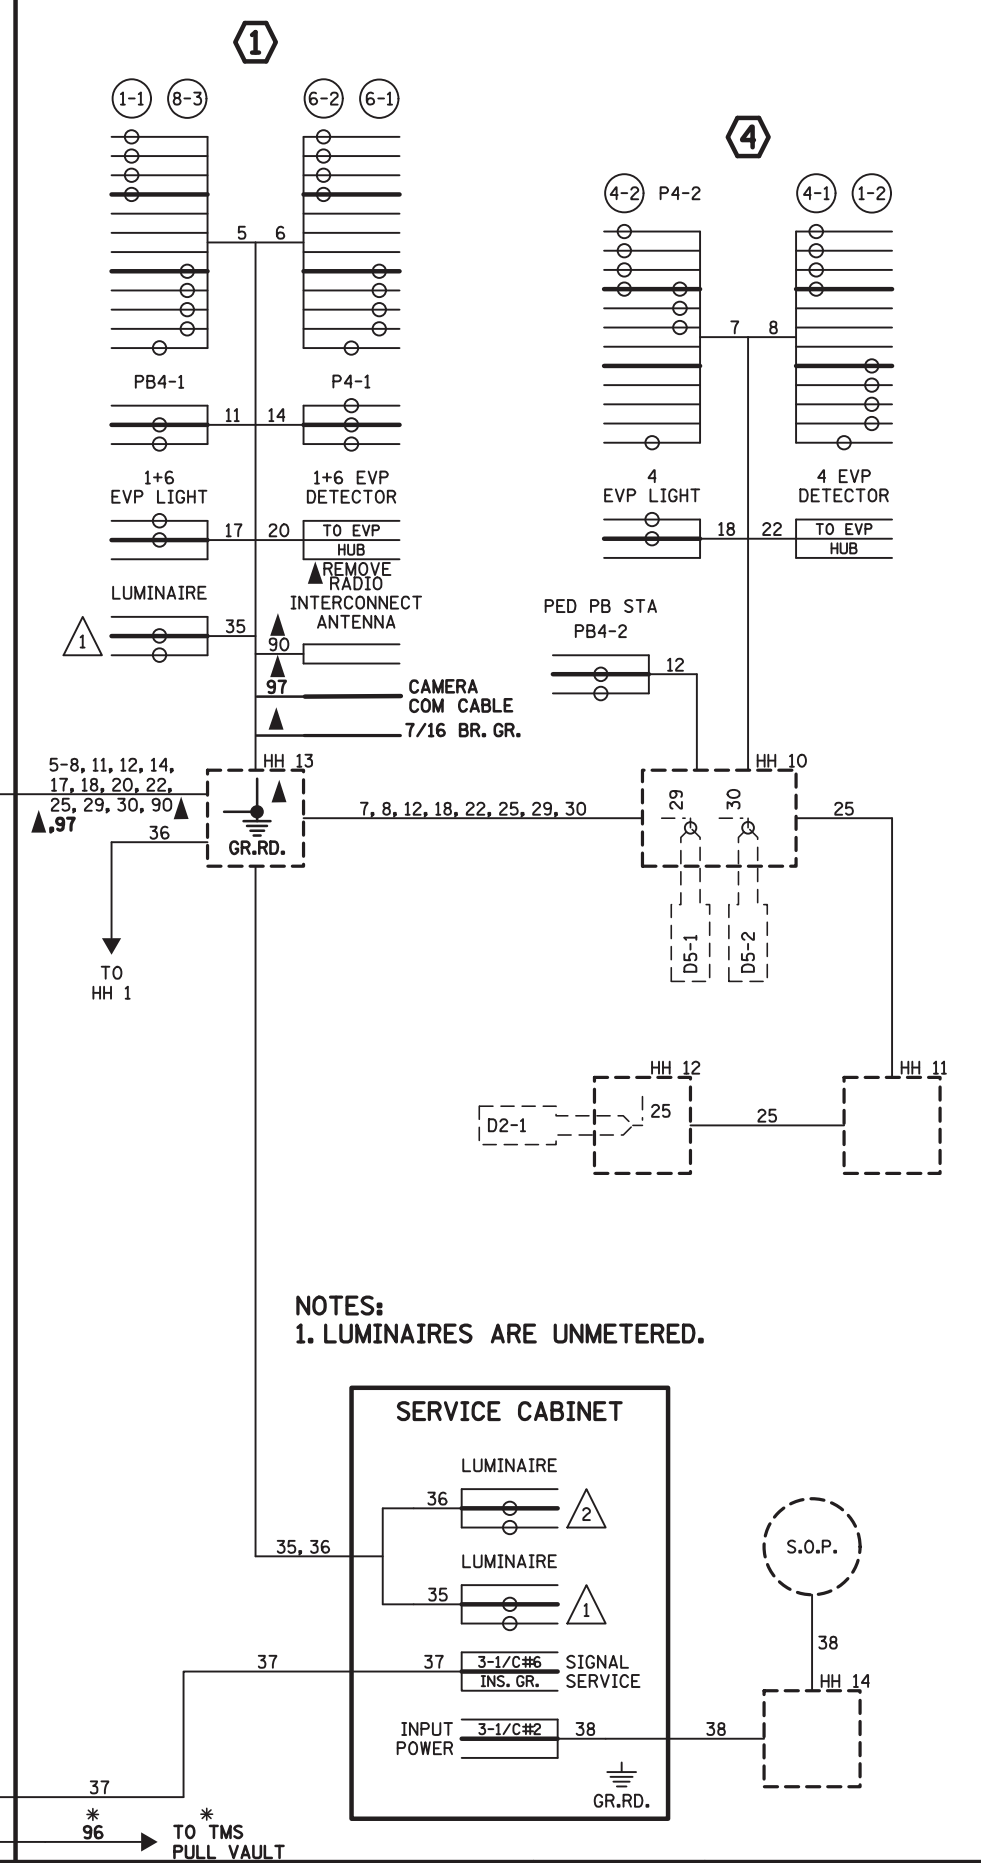 1
1-1 8-3 6-2 6-1
4
4-2 P4-2 4-1 1-2
5 6
7 8
PB4-1 P4-1
11 14
1+6
EVP LIGHT
1+6 EVP
DETECTOR
4
EVP LIGHT
4 EVP
DETECTOR
17 20
TO EVP
HUB
18 22
TO EVP
HUB
REMOVE
RADIO
INTERCONNECT
ANTENNA
LUMINAIRE
1
35
90
PED PB STA
PB4-2
12
97
CAMERA
COM CABLE
7/16 BR. GR.
5-8, 11, 12, 14,
17, 18, 20, 22,
25, 29, 30, 90
,97
36
HH 13
GR.RD.
7, 8, 12, 18, 22, 25, 29, 30
HH 10
29
30
25
D5-1
D5-2
TO
HH 1
HH 12
HH 11
D2-1
25
25
NOTES:
1. LUMINAIRES ARE UNMETERED.
SERVICE CABINET
LUMINAIRE
36
2
35, 36
LUMINAIRE
35
1
S.O.P.
38
37
37
3-1/C#6
INS. GR.
SIGNAL
SERVICE
HH 14
INPUT
POWER
3-1/C#2
38
38
GR.RD.
37
* *
96
TO TMS
PULL VAULT